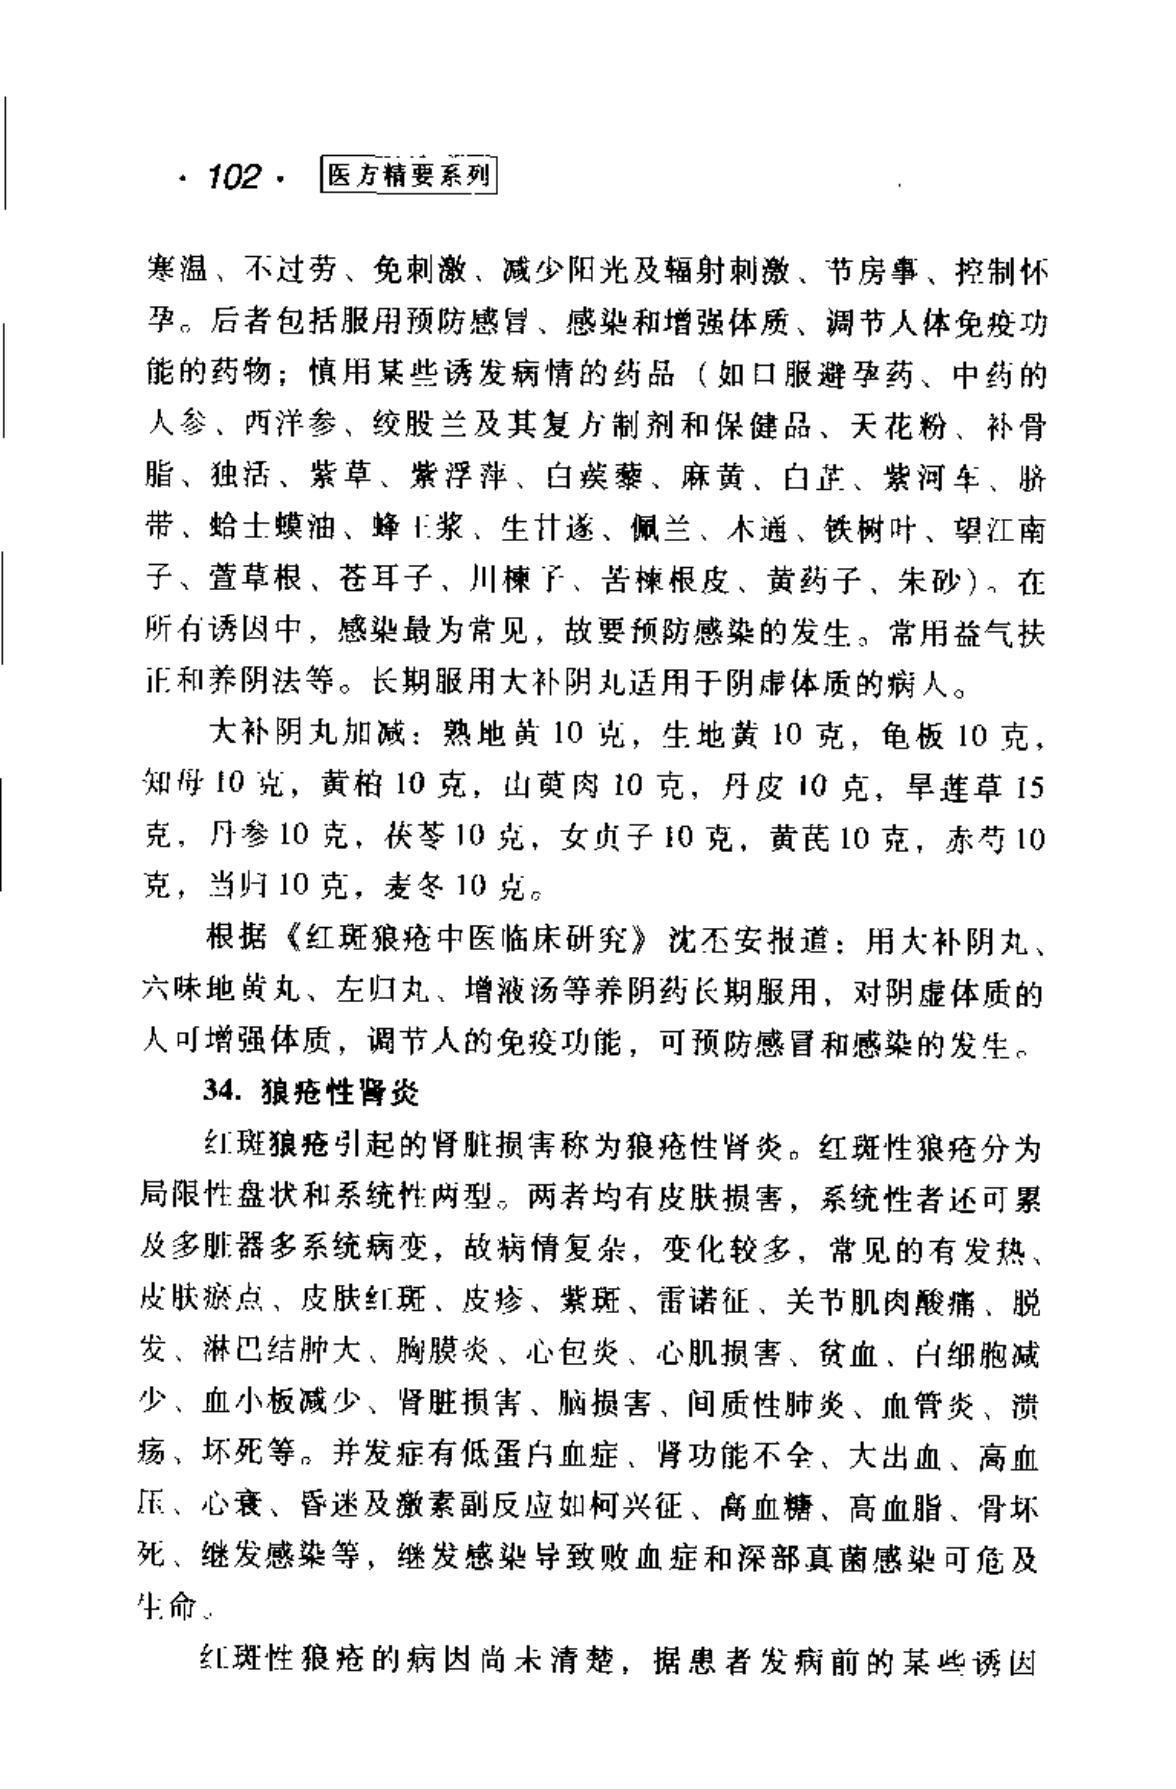 · 102 · 医方精要系列
寒温、不过劳、免刺激、减少阳光及辐射刺激、节房事、控制怀
孕。后者包括服用预防感冒、感染和增强体质、调节人体免疫功
能的药物；慎用某些诱发病情的药品（如口服避孕药、中药的
人参、西洋参、绞股兰及其复方制剂和保健品、天花粉、补骨
脂、独活、紫草、紫浮萍、白蒺藜、麻黄、白芷、紫河车、脐
带、蛤士蟆油、蜂王浆、生甘遂、佩兰、木通、铁树叶、望江南
子、萱草根、苍耳子、川楝子、苦楝根皮、黄药子、朱砂）。在
所有诱因中，感染最为常见，故要预防感染的发生。常用益气扶
正和养阴法等。长期服用大补阴丸适用于阴虚体质的病人。
大补阴丸加减：熟地黄 10 克，生地黄 10 克，龟板 10 克，
知母 10 克，黄柏 10 克，山萸肉 10 克，丹皮 10 克，旱莲草 15
克，丹参 10 克，茯苓 10 克，女贞子 10 克，黄芪 10 克，赤芍 10
克，当归 10 克，麦冬 10 克。
根据《红斑狼疮中医临床研究》沈丕安报道：用大补阴丸、
六味地黄丸、左归丸、增液汤等养阴药长期服用，对阴虚体质的
人可增强体质，调节人的免疫功能，可预防感冒和感染的发生。
34. 狼疮性肾炎
红斑狼疮引起的肾脏损害称为狼疮性肾炎。红斑性狼疮分为
局限性盘状和系统性两型。两者均有皮肤损害，系统性者还可累
及多脏器多系统病变，故病情复杂，变化较多，常见的有发热、
皮肤瘀点、皮肤红斑、皮疹、紫斑、雷诺征、关节肌肉酸痛、脱
发、淋巴结肿大、胸膜炎、心包炎、心肌损害、贫血、白细胞减
少、血小板减少、肾脏损害、脑损害、间质性肺炎、血管炎、溃
疡、坏死等。并发症有低蛋白血症、肾功能不全、大出血、高血
压、心衰、昏迷及激素副反应如柯兴征、高血糖、高血脂、骨坏
死、继发感染等，继发感染导致败血症和深部真菌感染可危及
生命。
红斑性狼疮的病因尚未清楚，据患者发病前的某些诱因